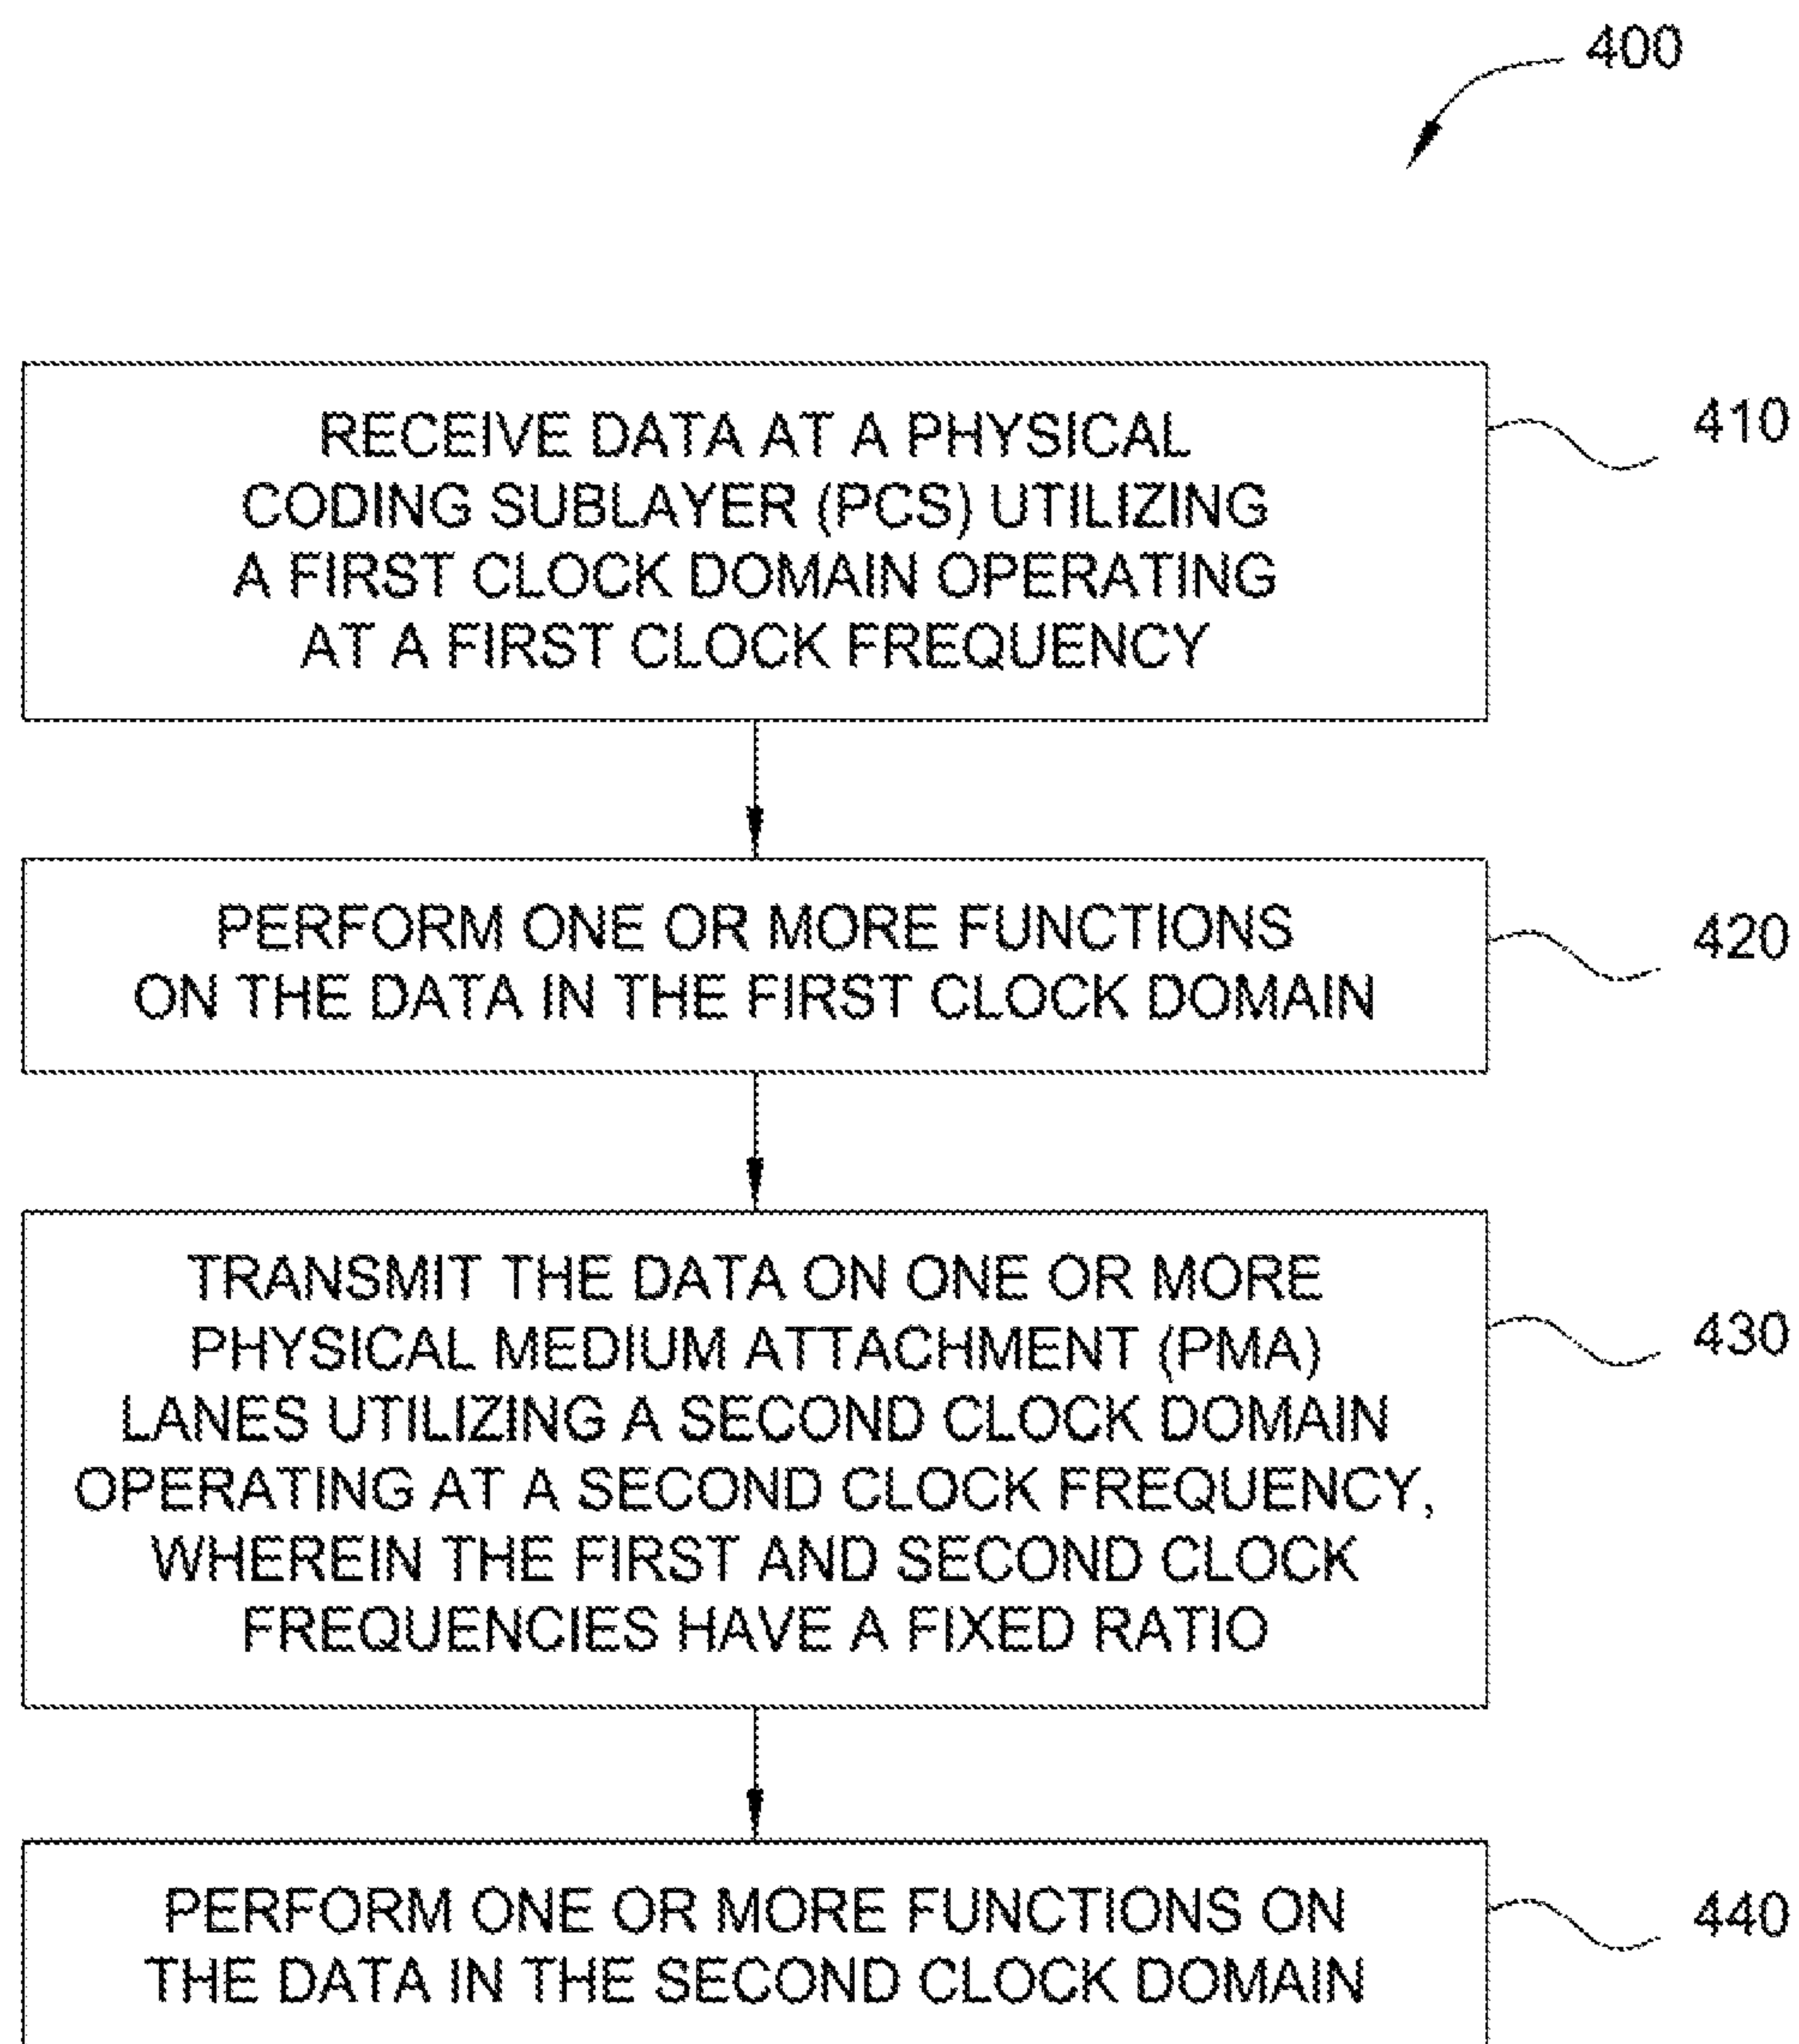 400
RECEIVE DATA AT A PHYSICAL
CODING SUBLAYER (PCS) UTILIZING
A FIRST CLOCK DOMAIN OPERATING
AT A FIRST CLOCK FREQUENCY
410
PERFORM ONE OR MORE FUNCTIONS
ON THE DATA IN THE FIRST CLOCK DOMAIN
420
TRANSMIT THE DATA ON ONE OR MORE
PHYSICAL MEDIUM ATTACHMENT (PMA)
LANES UTILIZING A SECOND CLOCK DOMAIN
OPERATING AT A SECOND CLOCK FREQUENCY,
WHEREIN THE FIRST AND SECOND CLOCK
FREQUENCIES HAVE A FIXED RATIO
430
PERFORM ONE OR MORE FUNCTIONS ON
THE DATA IN THE SECOND CLOCK DOMAIN
440